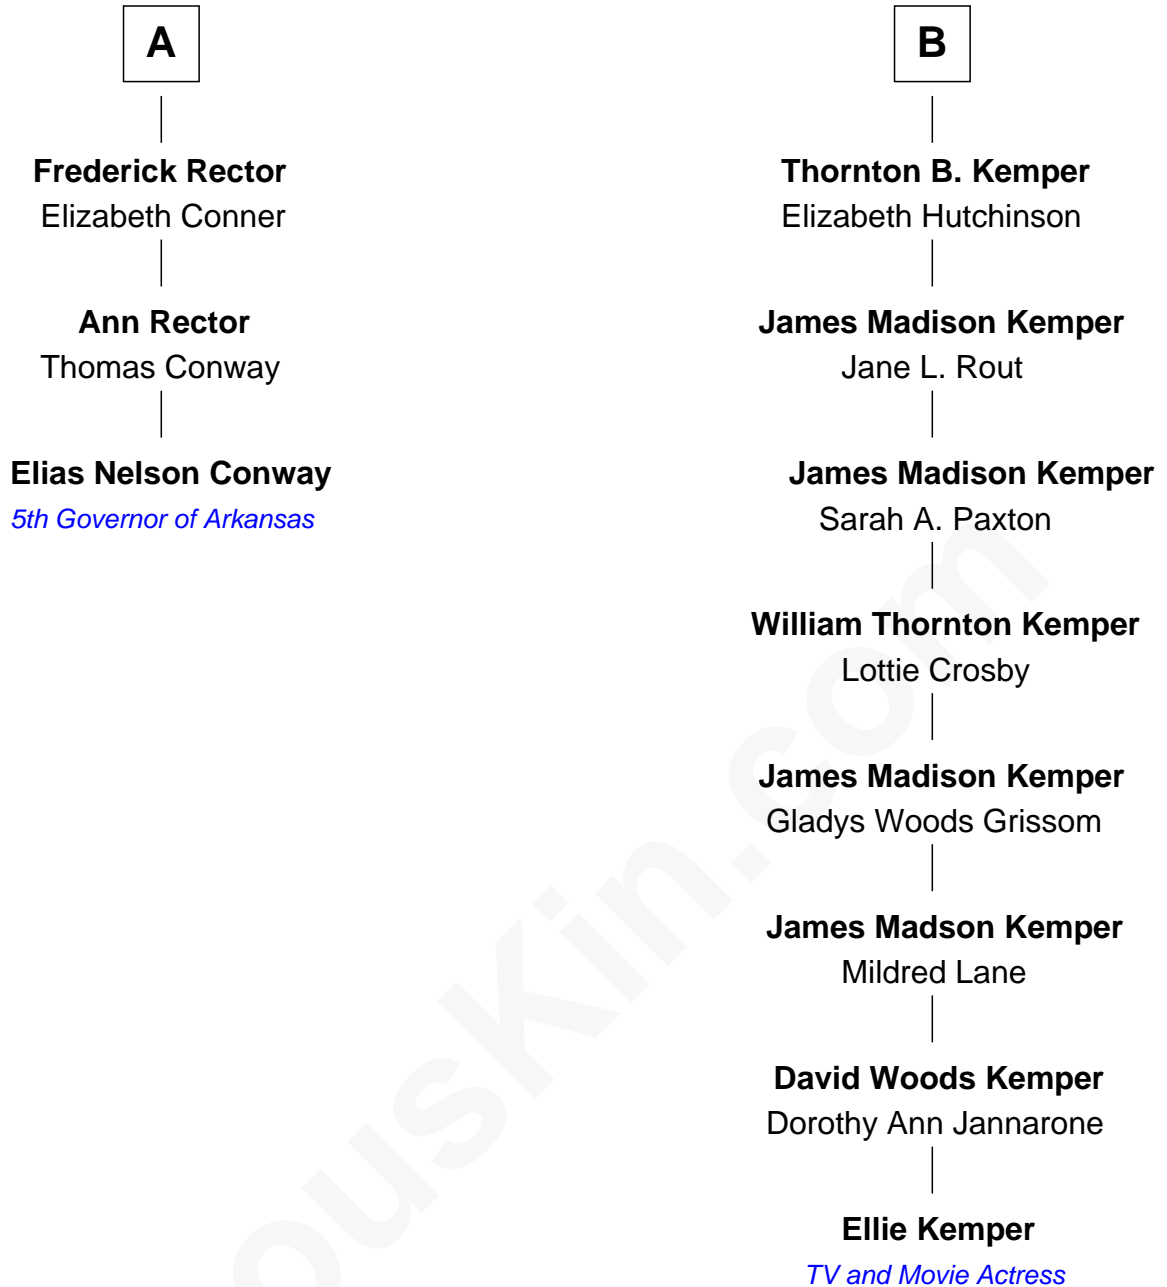 A
Frederick Rector
Elizabeth Conner
Ann Rector
Thomas Conway
Elias Nelson Conway
5th Governor of Arkansas
B
Thornton B. Kemper
Elizabeth Hutchinson
James Madison Kemper
Jane L. Rout
James Madison Kemper
Sarah A. Paxton
William Thornton Kemper
Lottie Crosby
James Madison Kemper
Gladys Woods Grissom
James Madson Kemper
Mildred Lane
David Woods Kemper
Dorothy Ann Jannarone
Ellie Kemper
TV and Movie Actress
ousKin.com